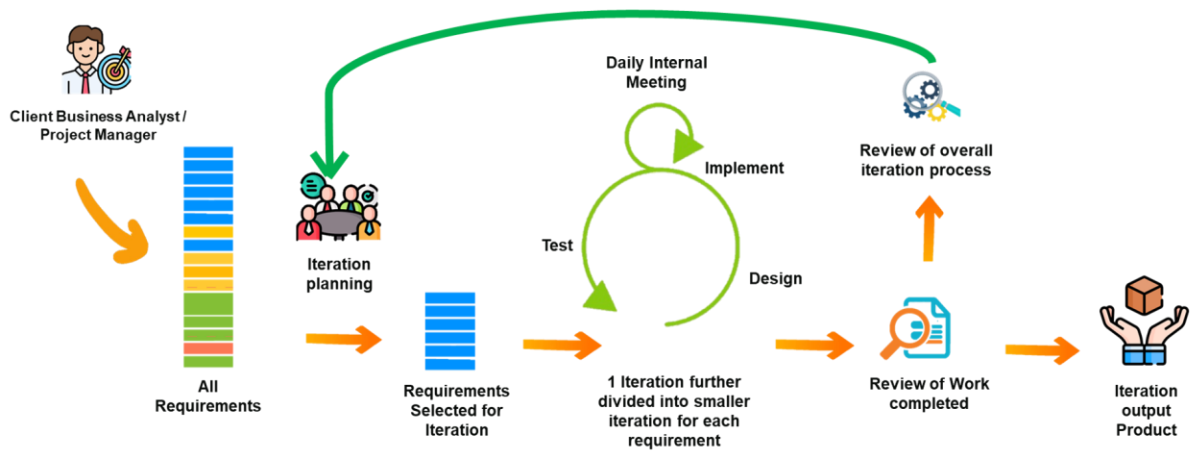 Client Business Analyst /
Project Manager
All
Requirements
Iteration
planning
Requirements
Selected for
Iteration
Daily Internal
Meeting
Implement
Test
Design
1 Iteration further
divided into smaller
iteration for each
requirement
Review of overall
iteration process
Review of Work
completed
Iteration
output
Product